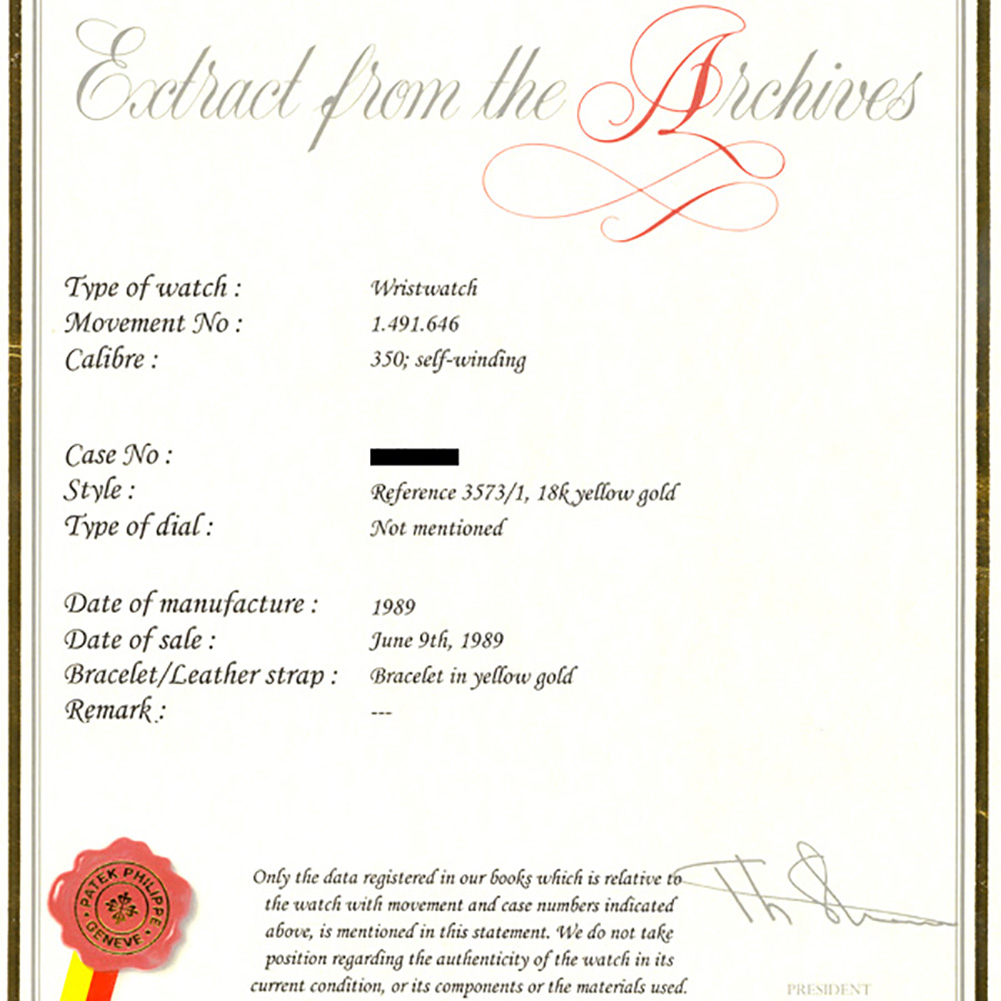 Extract from the Archives
Type of watch : Wristwatch
Movement No : 1.491.646
Calibre : 350; self-winding
Case No :
Style : Reference 3573/1, 18k yellow gold
Type of dial : Not mentioned
Date of manufacture : 1989
Date of sale : June 9th, 1989
Bracelet/Leather strap : Bracelet in yellow gold
Remark : ---
Only the data registered in our books which is relative to
the watch with movement and case numbers indicated
above, is mentioned in this statement. We do not take
position regarding the authenticity of the watch in its
current condition, or its components or the materials used.
PATEK PHILIPPE
GENEVE
PRESIDENT